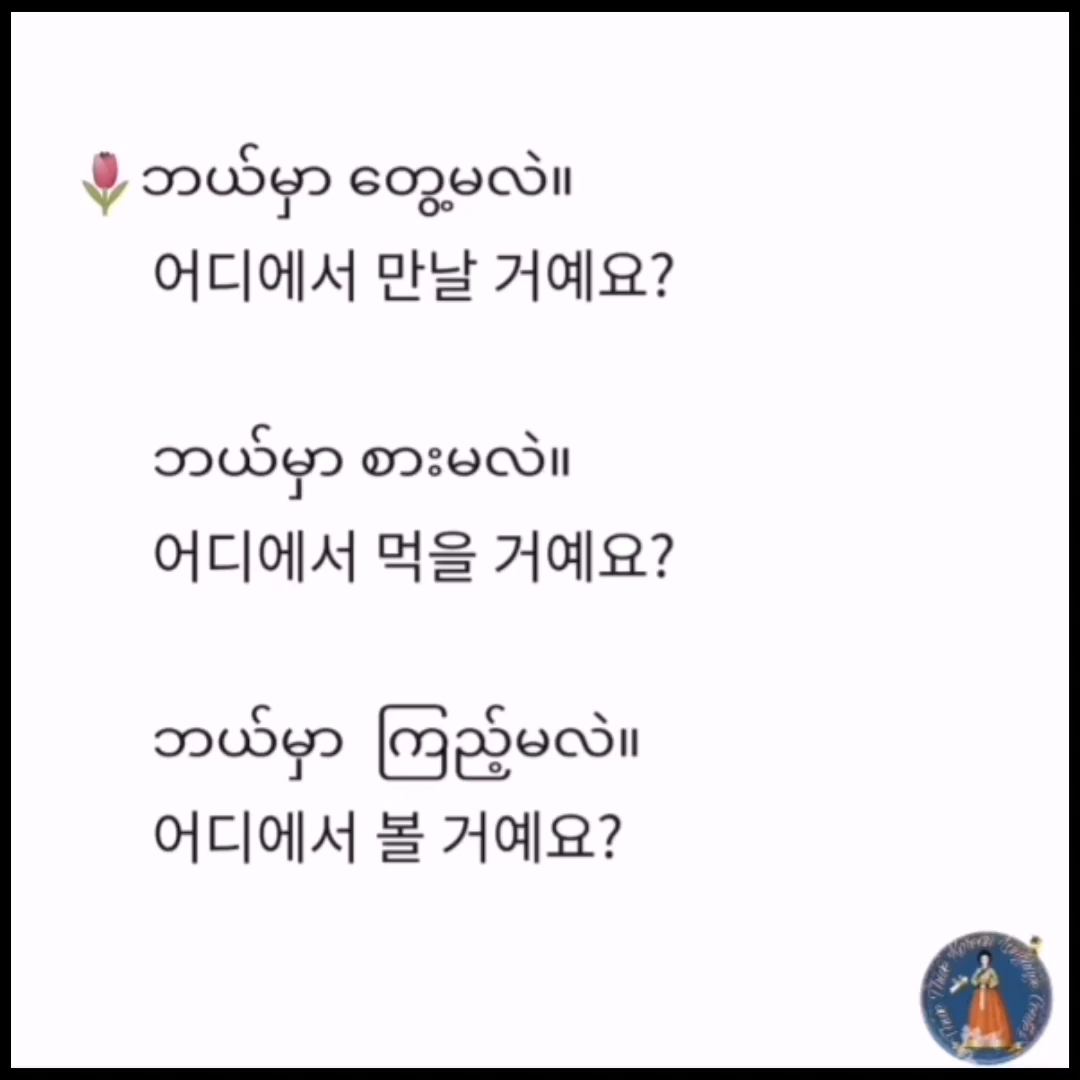 ဘယ်မှာ တွေ့မလဲ။
어디에서 만날 거예요?
ဘယ်မှာ စားမလဲ။
어디에서 먹을 거예요?
ဘယ်မှာ ကြည့်မလဲ။
어디에서 볼 거예요?
Korean Language